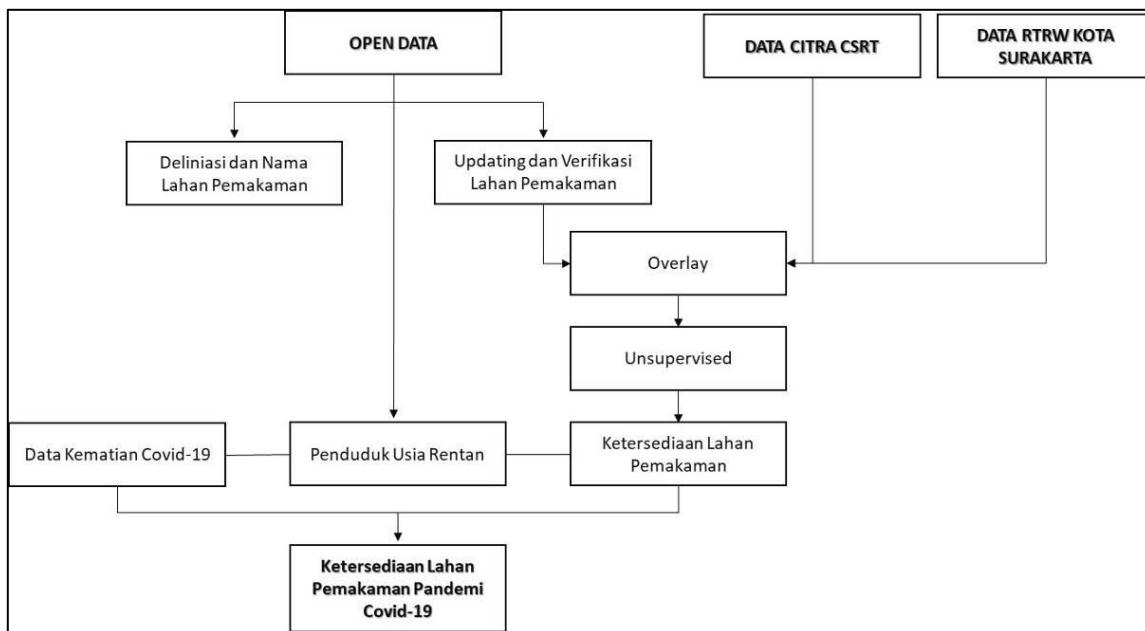 OPEN DATA
DATA CITRA CSRT
DATA RTRW KOTA
SURAKARTA
Deliniasi dan Nama
Lahan Pemakaman
Updating dan Verifikasi
Lahan Pemakaman
Overlay
Unsupervised
Data Kematian Covid-19
Penduduk Usia Rentan
Ketersediaan Lahan
Pemakaman
Ketersediaan Lahan
Pemakaman Pandemi
Covid-19